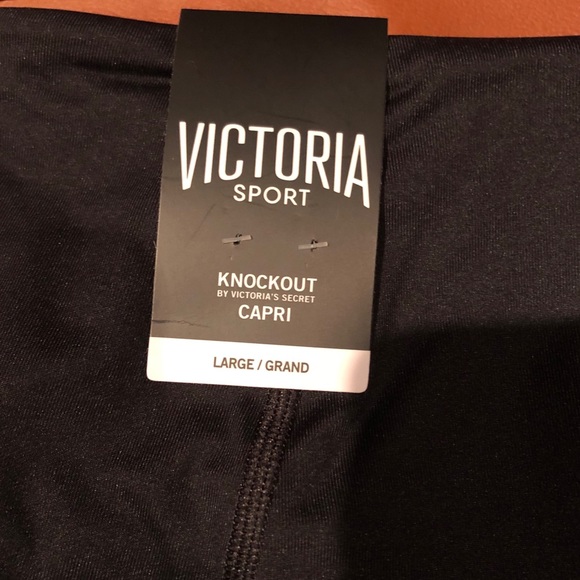 VICTORIA
SPORT
KNOCKOUT
BY VICTORIA'S SECRET
CAPRI
LARGE / GRAND